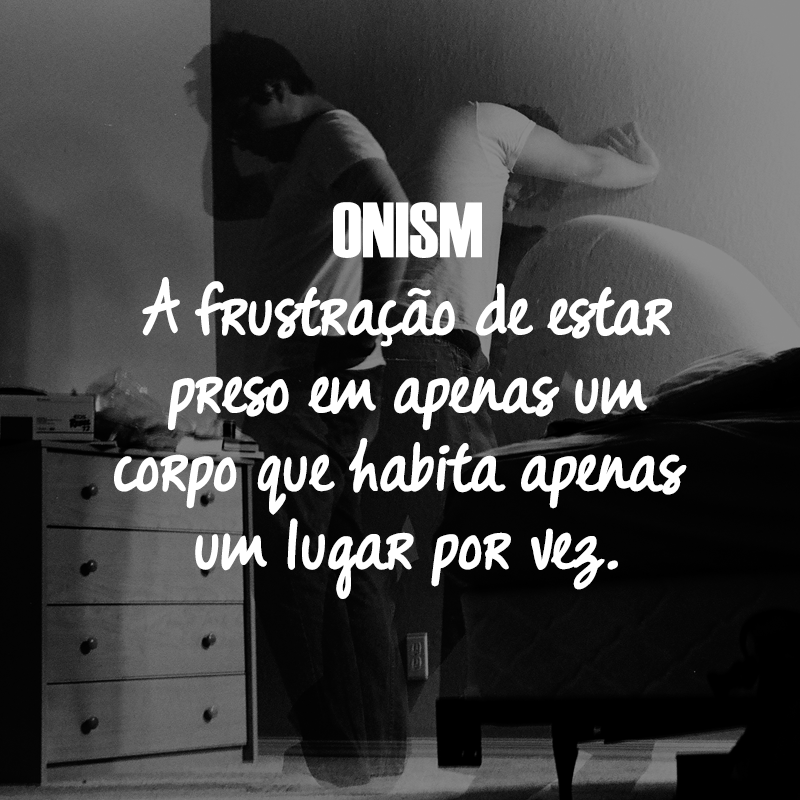 ONISM
A frustração de estar
preso em apenas um
corpo que habita apenas
um lugar por vez.